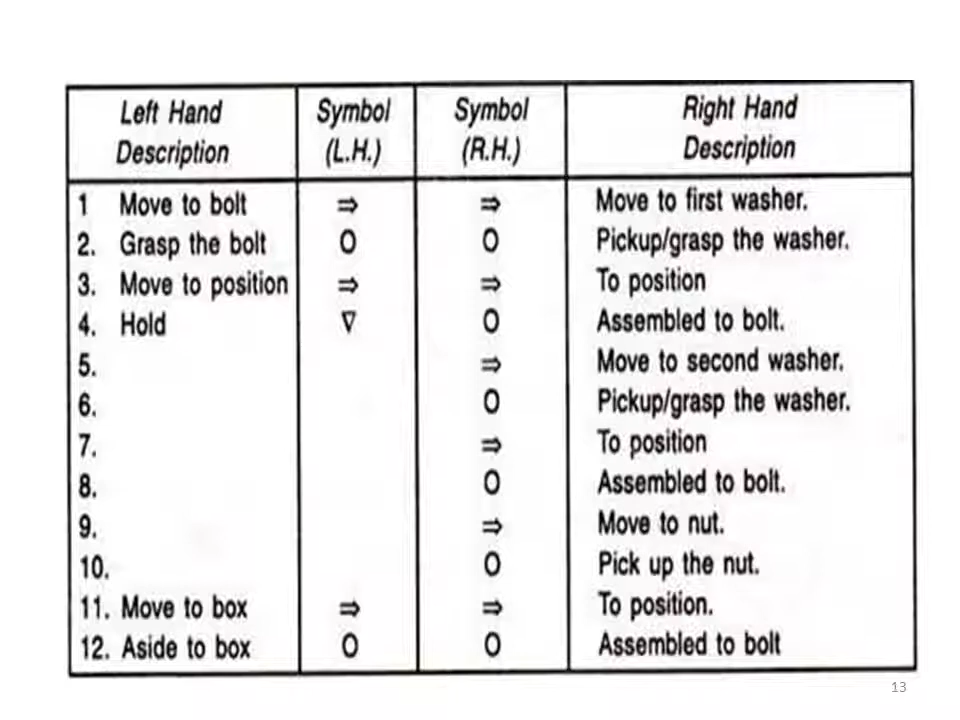 Left Hand Description Symbol (L.H.) Symbol (R.H.) Right Hand Description
1 Move to bolt ⇒ ⇒ Move to first washer.
2. Grasp the bolt O O Pickup/grasp the washer.
3. Move to position ⇒ ⇒ To position
4. Hold ∇ O Assembled to bolt.
5. ⇒ Move to second washer.
6. O Pickup/grasp the washer.
7. ⇒ To position
8. O Assembled to bolt.
9. ⇒ Move to nut.
10. O Pick up the nut.
11. Move to box ⇒ ⇒ To position.
12. Aside to box O O Assembled to bolt
13